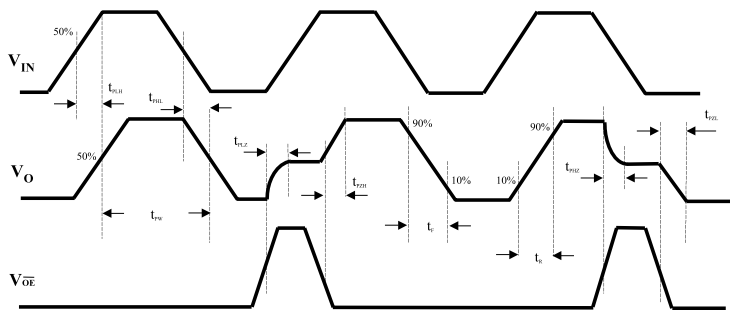 50%
V_IN
t_PLH
t_PHL
50%
V_O
t_PW
t_PLZ
t_PZH
90%
10%
t_F
10%
90%
t_R
t_PHZ
t_PZL
V_OE